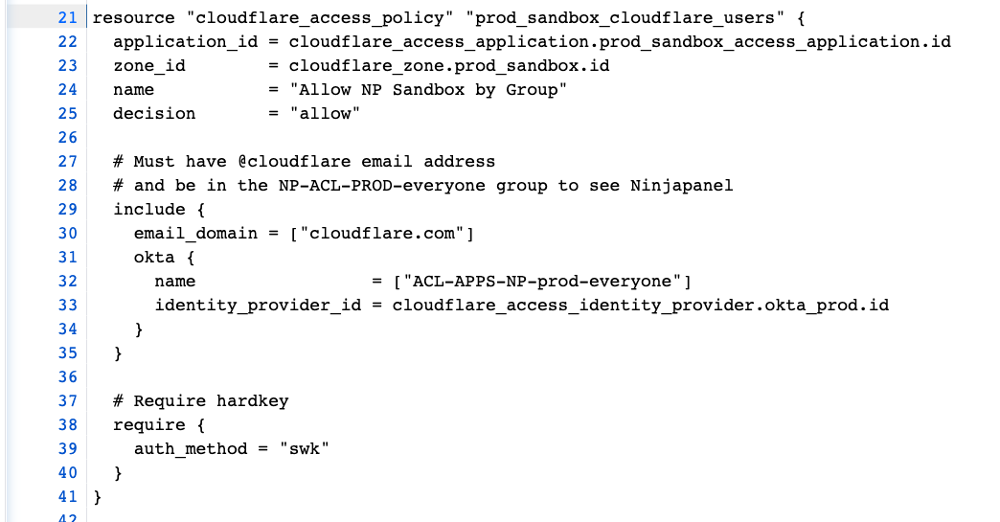 21 resource "cloudflare_access_policy" "prod_sandbox_cloudflare_users" {
22   application_id = cloudflare_access_application.prod_sandbox_access_application.id
23   zone_id        = cloudflare_zone.prod_sandbox.id
24   name           = "Allow NP Sandbox by Group"
25   decision       = "allow"
26
27   # Must have @cloudflare email address
28   # and be in the NP-ACL-PROD-everyone group to see Ninjapanel
29   include {
30     email_domain = ["cloudflare.com"]
31     okta {
32       name                 = ["ACL-APPS-NP-prod-everyone"]
33       identity_provider_id = cloudflare_access_identity_provider.okta_prod.id
34     }
35   }
36
37   # Require hardkey
38   require {
39     auth_method = "swk"
40   }
41 }
42